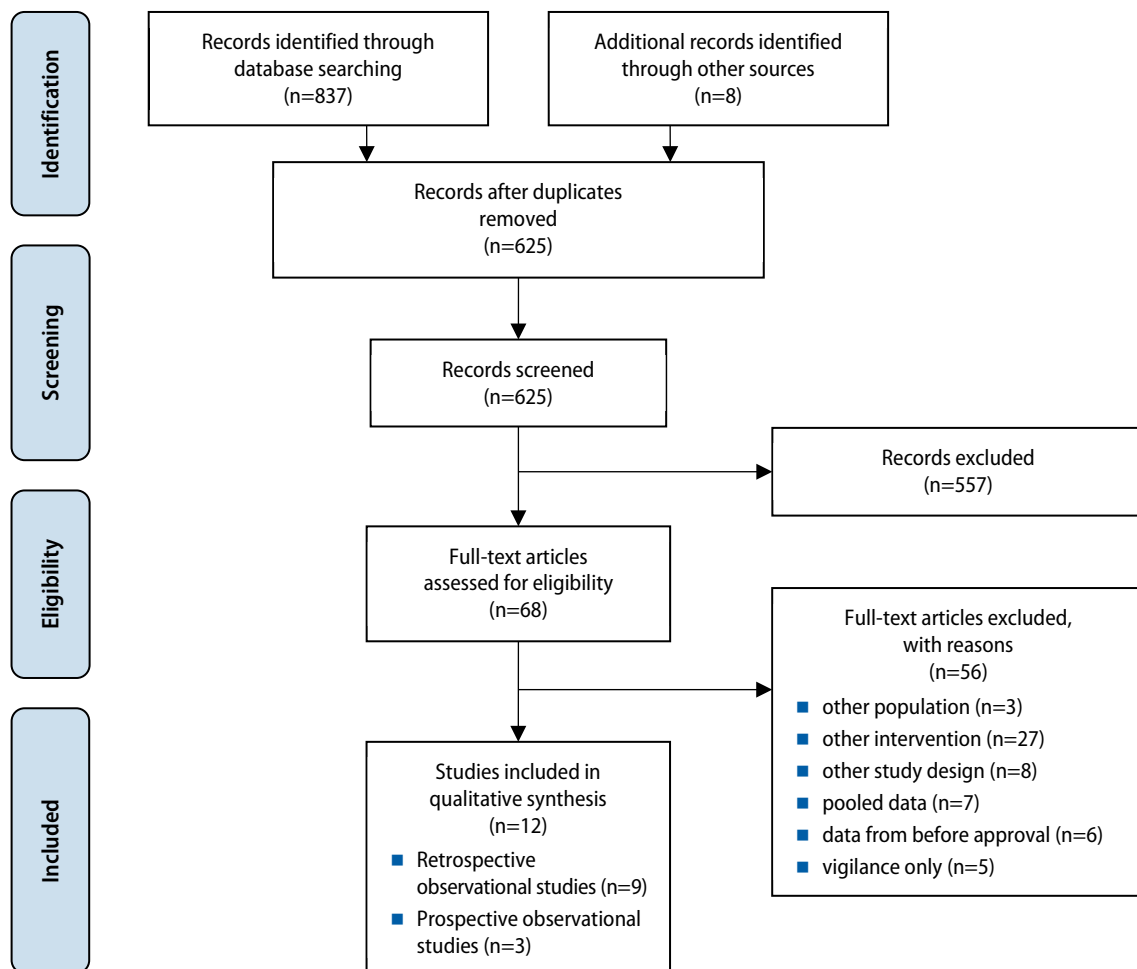 Identification
Records identified through
database searching
(n=837)
Additional records identified
through other sources
(n=8)
Records after duplicates
removed
(n=625)
Screening
Records screened
(n=625)
Records excluded
(n=557)
Eligibility
Full-text articles
assessed for eligibility
(n=68)
Full-text articles excluded,
with reasons
(n=56)
other population (n=3)
other intervention (n=27)
other study design (n=8)
pooled data (n=7)
data from before approval (n=6)
vigilance only (n=5)
Included
Studies included in
qualitative synthesis
(n=12)
Retrospective
observational studies (n=9)
Prospective observational
studies (n=3)